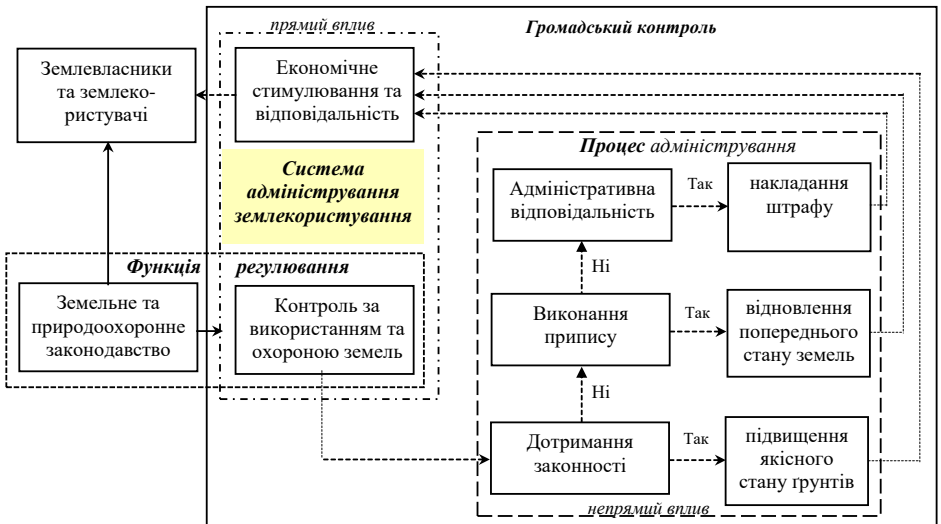 прямий вплив
Громадський контроль
Землевласники
та землеко-
ристувачі
Економічне
стимулювання та
відповідальність
Процес адміністрування
Система
адміністрування
землекористування
Адміністративна
відповідальність
Так
накладання
штрафу
Ні
Функція регулювання
Земельне та
природоохоронне
законодавство
Контроль за
використанням та
охороною земель
Виконання
припису
Так
відновлення
попереднього
стану земель
Ні
Дотримання
законності
Так
підвищення
якісного
стану ґрунтів
непрямий вплив